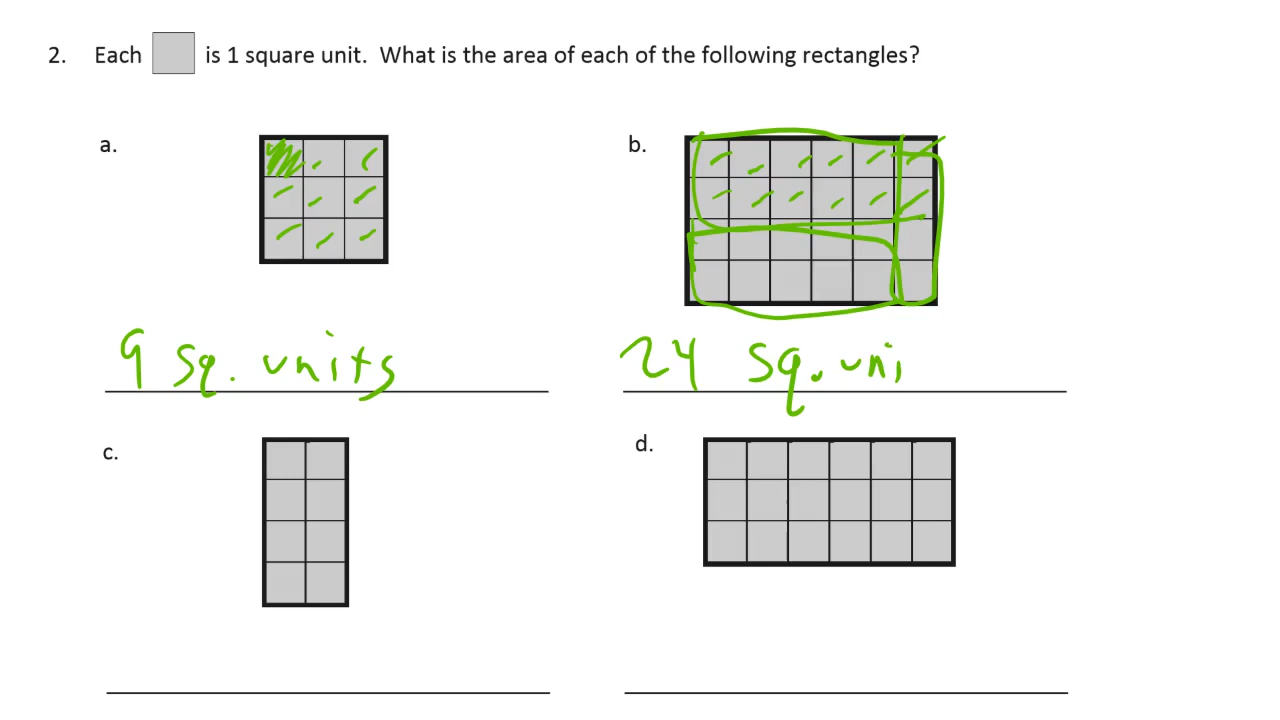 2. Each is 1 square unit. What is the area of each of the following rectangles?
a. b.
9 sq. units 24 sq. uni
c. d.